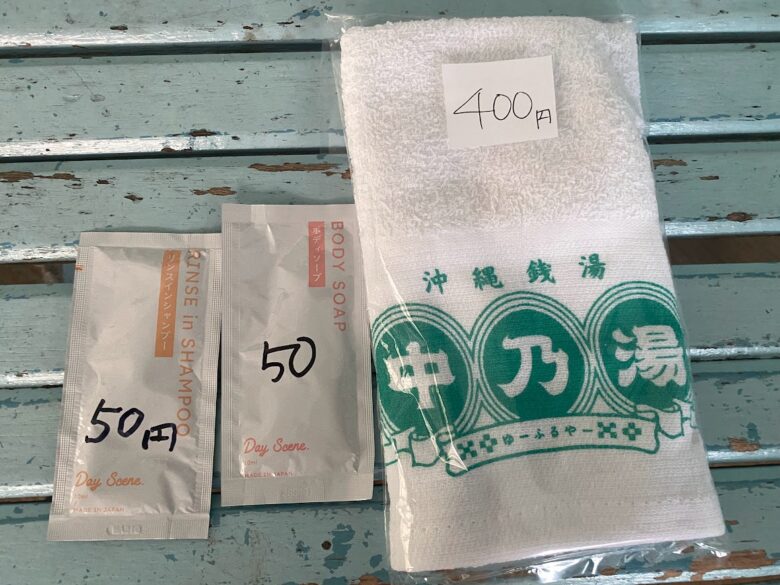 400円
沖縄銭湯
中乃湯
ゆーふるやー
BODY SOAP
ボディソープ
50
Day Scene.
10ml
MADE IN JAPAN
RINSE in SHAMPOO
リンスインシャンプー
50円
Day Scene.
10ml
MADE IN JAPAN